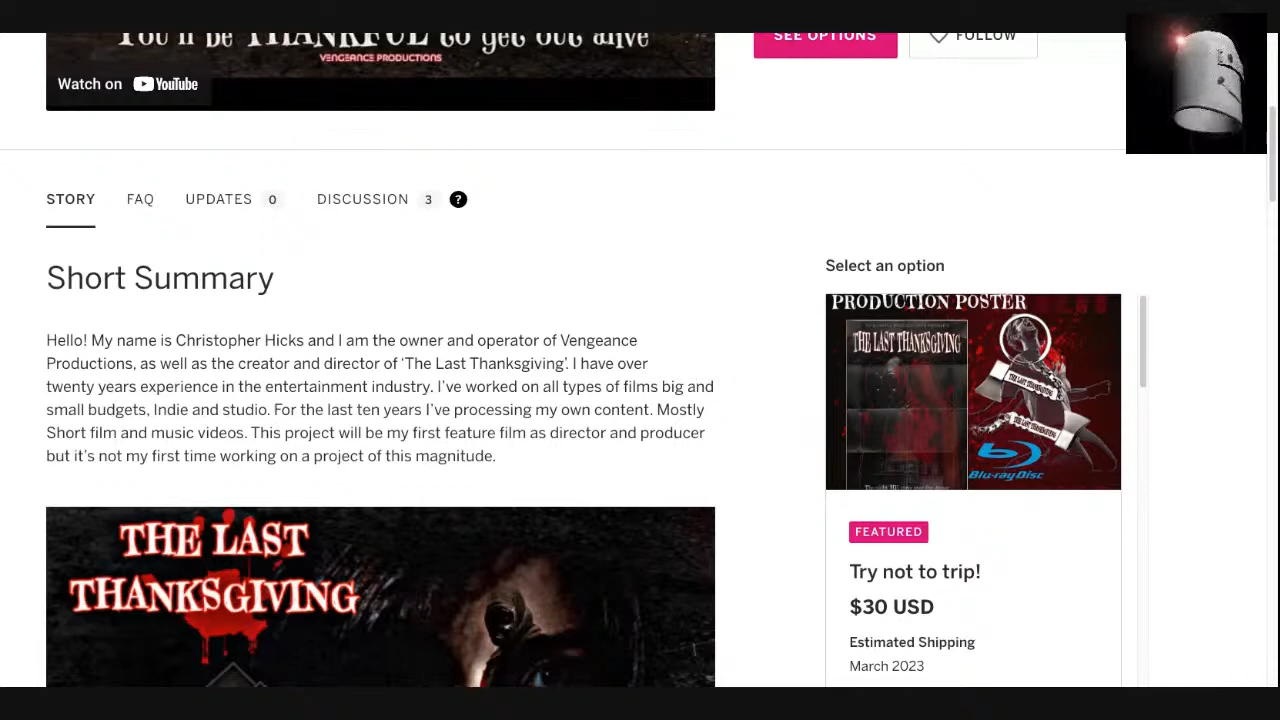 You'll be THANKFUL to get out alive
VENGEANCE PRODUCTIONS
Watch on YouTube
SEE OPTIONS
FOLLOW
STORY
FAQ
UPDATES 0
DISCUSSION 3 ?
Short Summary
Hello! My name is Christopher Hicks and I am the owner and operator of Vengeance
Productions, as well as the creator and director of ‘The Last Thanksgiving’. I have over
twenty years experience in the entertainment industry. I’ve worked on all types of films big and
small budgets, Indie and studio. For the last ten years I’ve processing my own content. Mostly
Short film and music videos. This project will be my first feature film as director and producer
but it’s not my first time working on a project of this magnitude.
THE LAST
THANKSGIVING
Select an option
PRODUCTION POSTER
THE LAST THANKSGIVING
THE LAST THANKSGIVING
THE LAST THANKSGIVING
Blu-ray Disc
FEATURED
Try not to trip!
$30 USD
Estimated Shipping
March 2023